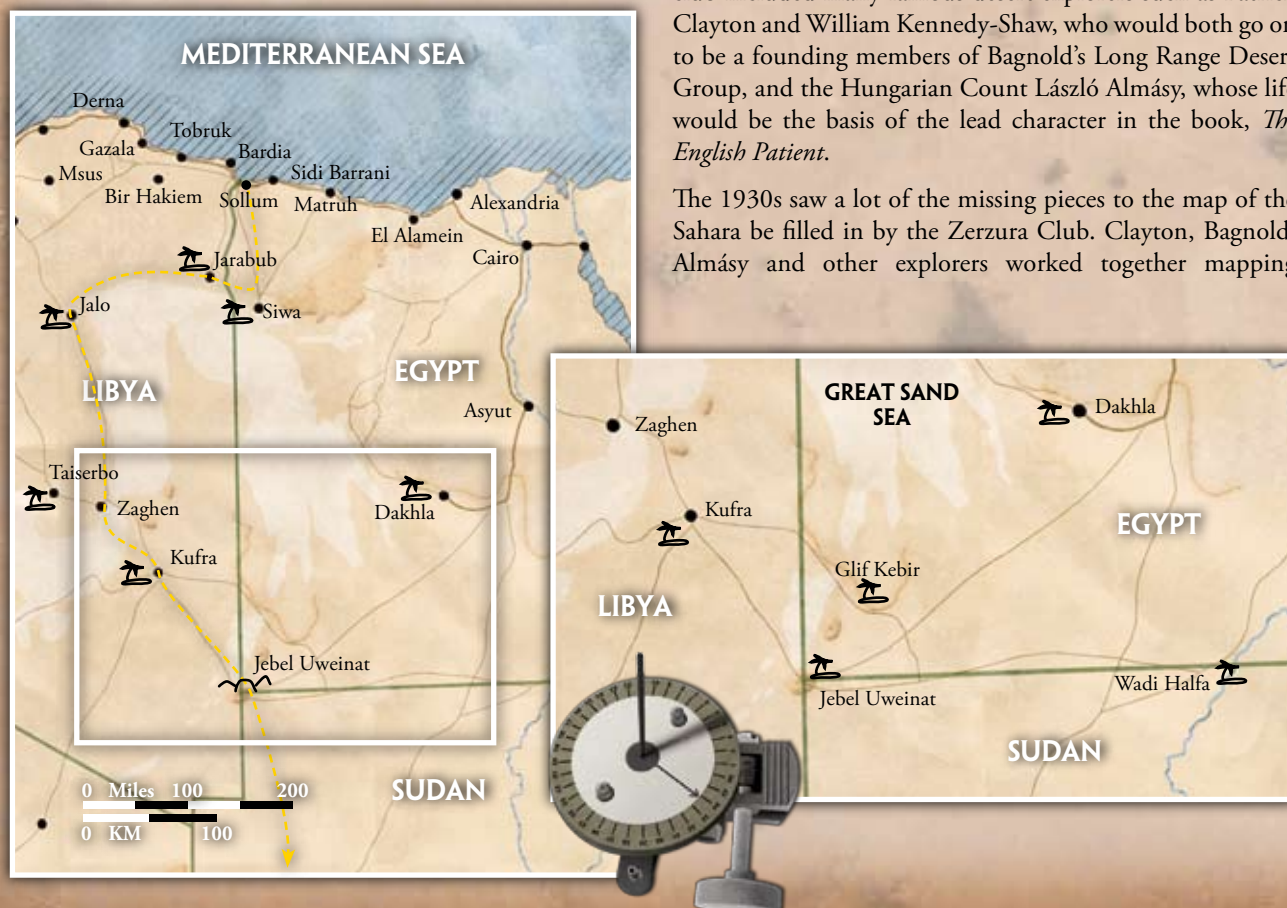 Clayton and William Kennedy-Shaw, who would both go on
to be a founding members of Bagnold's Long Range Desert
Group, and the Hungarian Count László Almásy, whose life
would be the basis of the lead character in the book, The
English Patient.
The 1930s saw a lot of the missing pieces to the map of the
Sahara be filled in by the Zerzura Club. Clayton, Bagnold,
Almásy and other explorers worked together mapping
MEDITERRANEAN SEA
Derna
Tobruk
Gazala
Bardia
Msus
Sidi Barrani
Bir Hakiem
Sollum
Matruh
Alexandria
El Alamein
Cairo
Jarabub
Jalo
Siwa
LIBYA
EGYPT
Asyut
Taiserbo
Zaghen
Dakhla
Kufra
Jebel Uweinat
SUDAN
0 Miles 100 200
0 KM 100
GREAT SAND
SEA
Zaghen
Dakhla
Kufra
EGYPT
Glif Kebir
LIBYA
Jebel Uweinat
Wadi Halfa
SUDAN